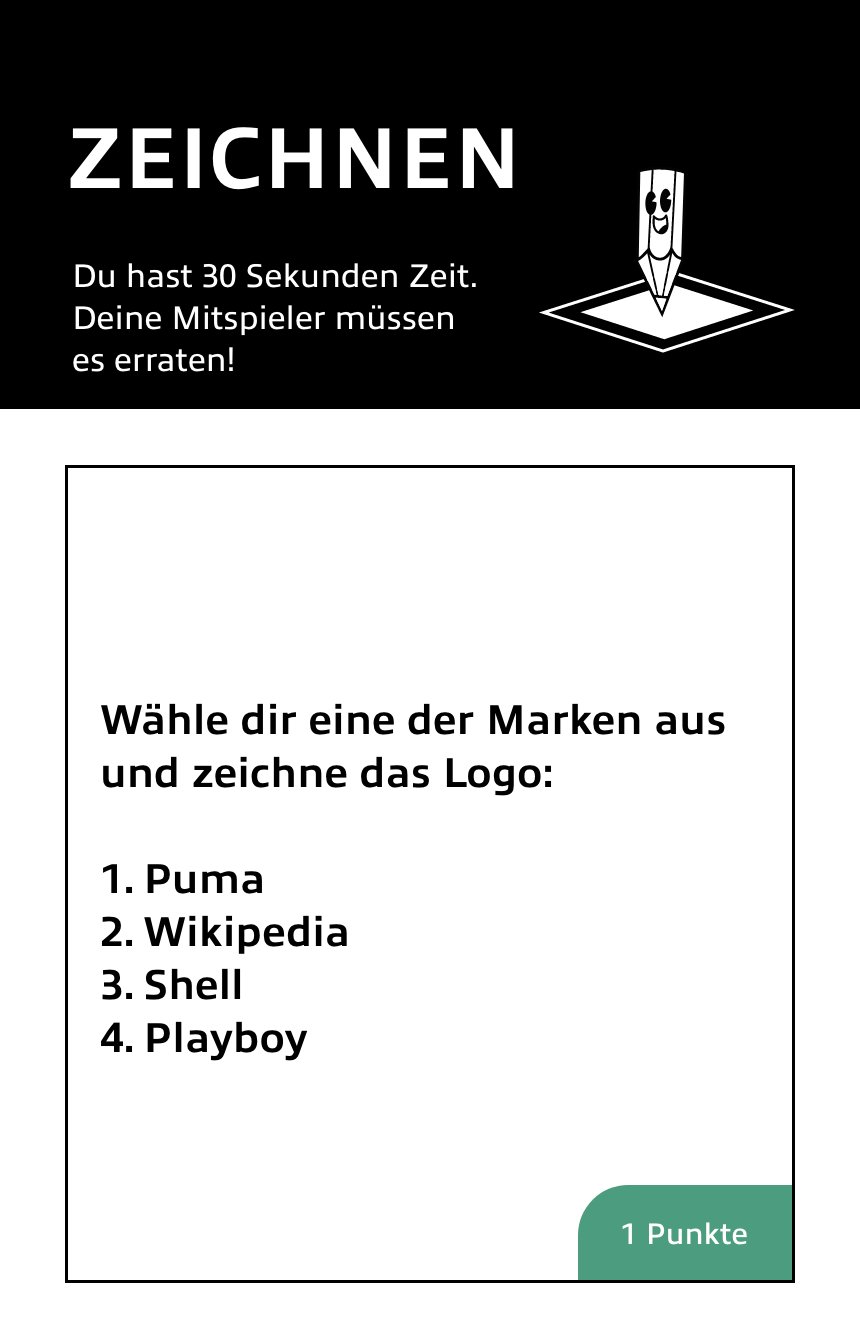 ZEICHNEN
Du hast 30 Sekunden Zeit.
Deine Mitspieler müssen
es erraten!
Wähle dir eine der Marken aus
und zeichne das Logo:
1. Puma
2. Wikipedia
3. Shell
4. Playboy
1 Punkte